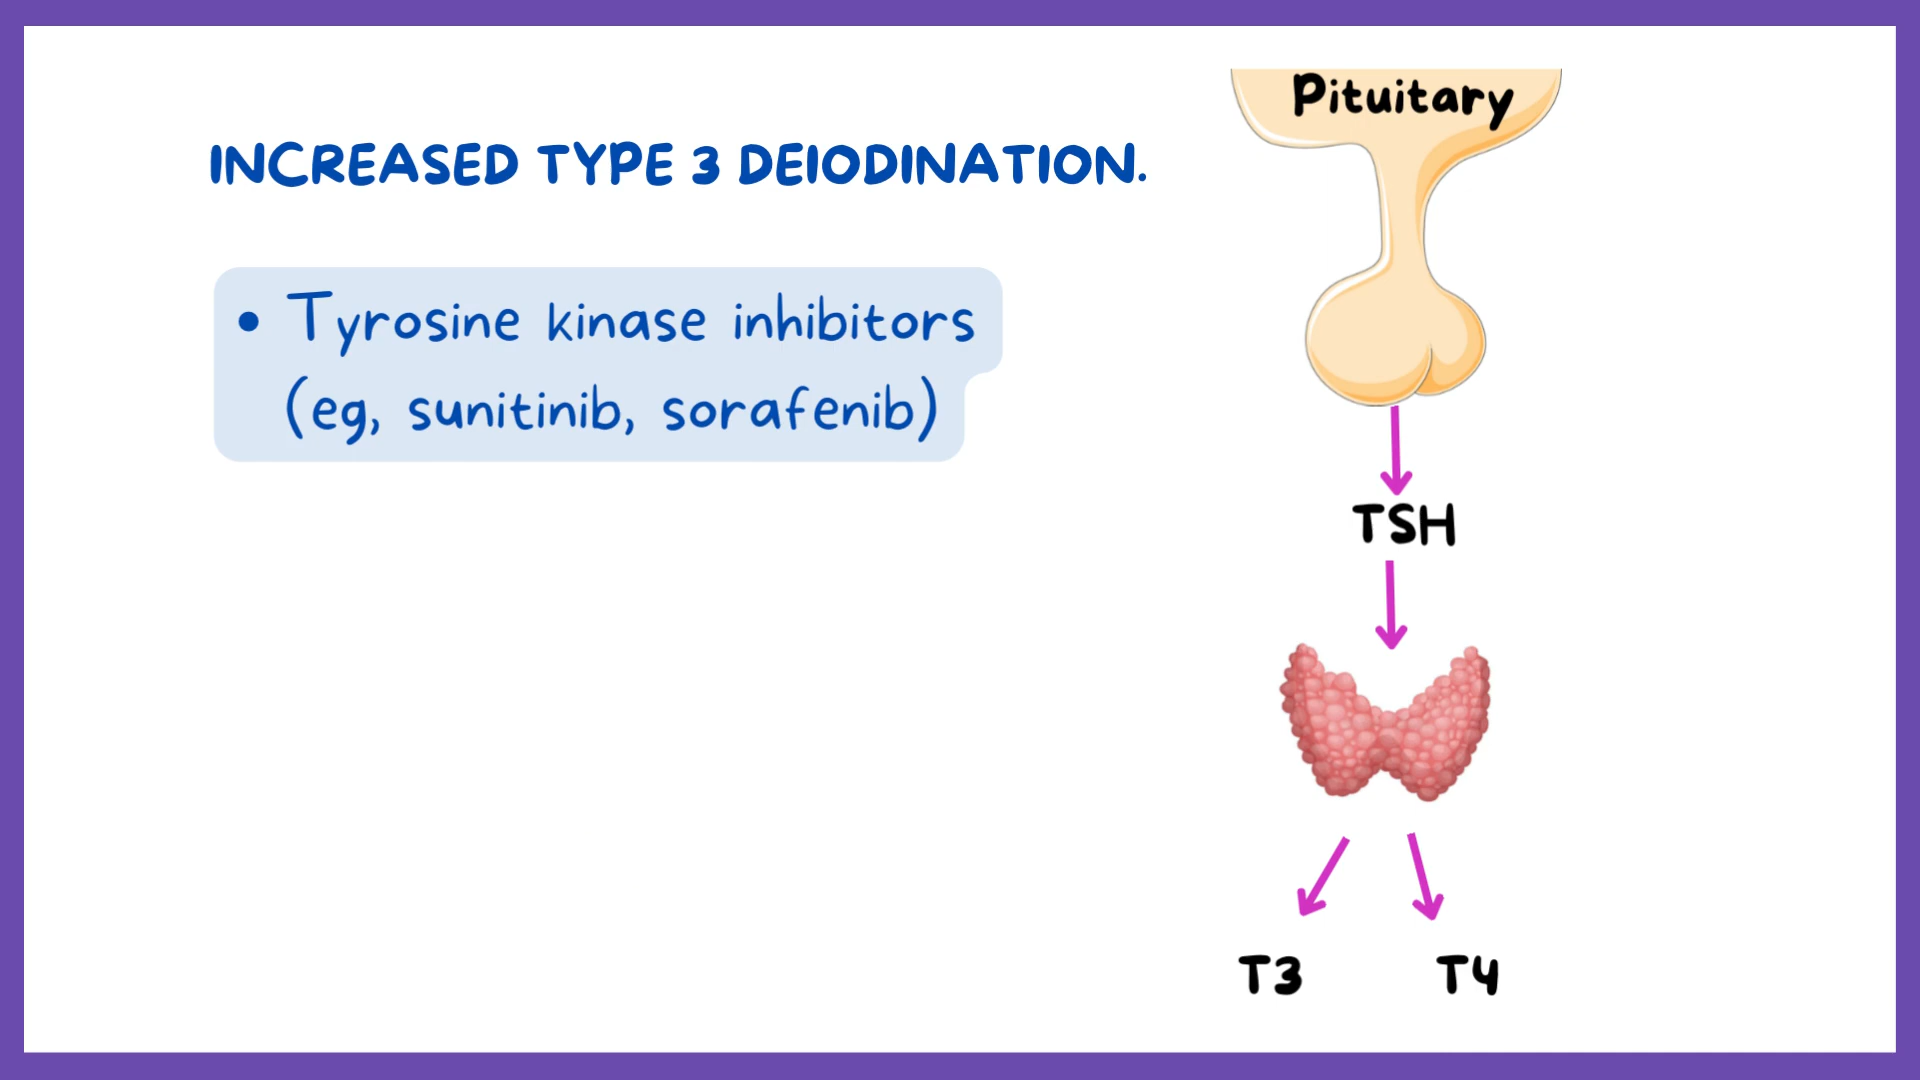 INCREASED TYPE 3 DEIODINATION.
• Tyrosine kinase inhibitors
(eg, sunitinib, sorafenib)
Pituitary
TSH
T3 T4